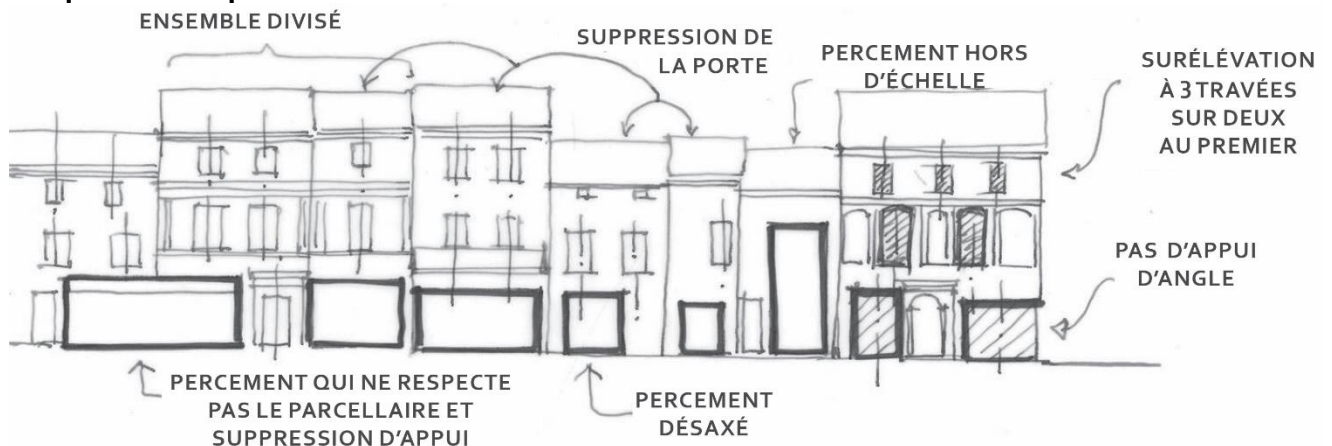 ENSEMBLE DIVISÉ
SUPPRESSION DE
LA PORTE
PERCEMENT HORS
D'ÉCHELLE
SURÉLÉVATION
À 3 TRAVÉES
SUR DEUX
AU PREMIER
PAS D'APPUI
D'ANGLE
PERCEMENT QUI NE RESPECTE
PAS LE PARCELLAIRE ET
SUPPRESSION D'APPUI
PERCEMENT
DÉSAXÉ